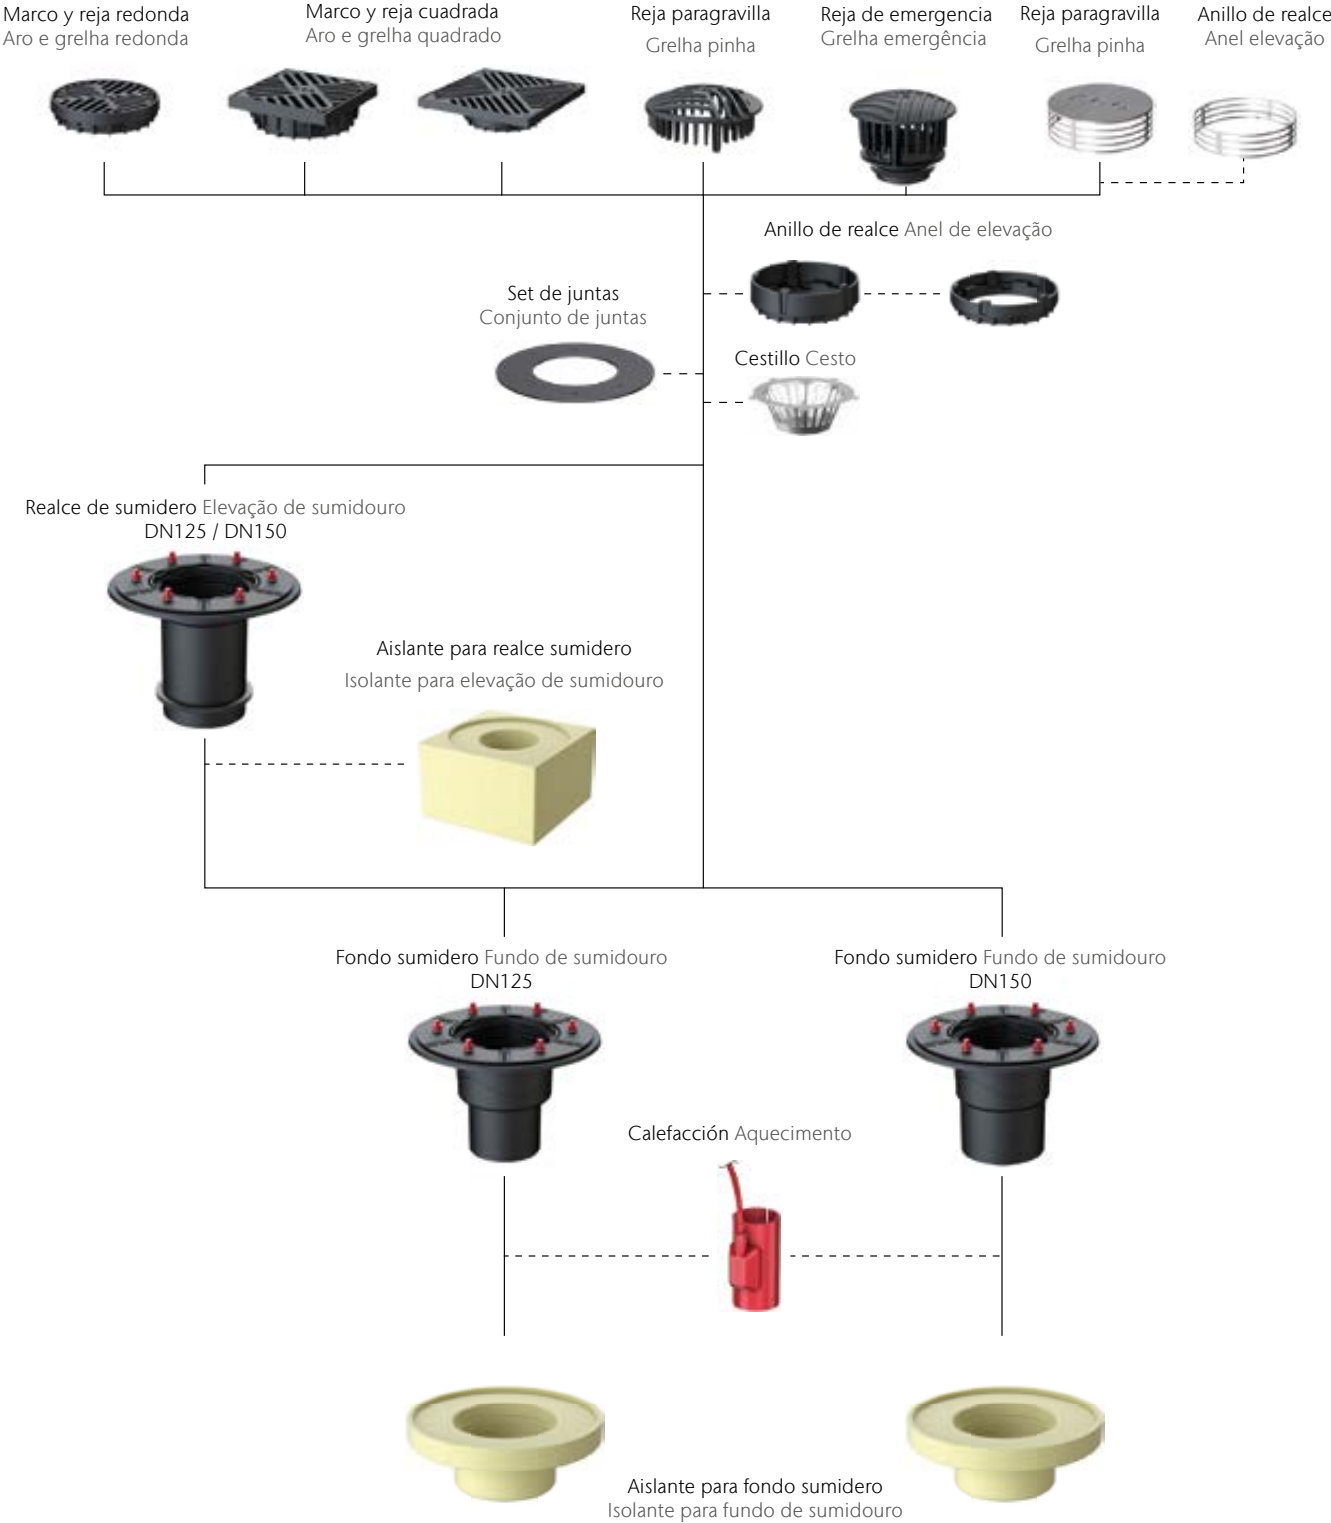 Marco y reja redonda
Aro e grelha redonda
Marco y reja cuadrada
Aro e grelha quadrado
Reja paragravilla
Grelha pinha
Reja de emergencia
Grelha emergência
Reja paragravilla
Grelha pinha
Anillo de realce
Anel elevação
Anillo de realce Anel de elevação
Set de juntas
Conjunto de juntas
Cestillo Cesto
Realce de sumidero Elevação de sumidouro
DN125 / DN150
Aislante para realce sumidero
Isolante para elevação de sumidouro
Fondo sumidero Fundo de sumidouro
DN125
Fondo sumidero Fundo de sumidouro
DN150
Calefacción Aquecimento
Aislante para fondo sumidero
Isolante para fundo de sumidouro